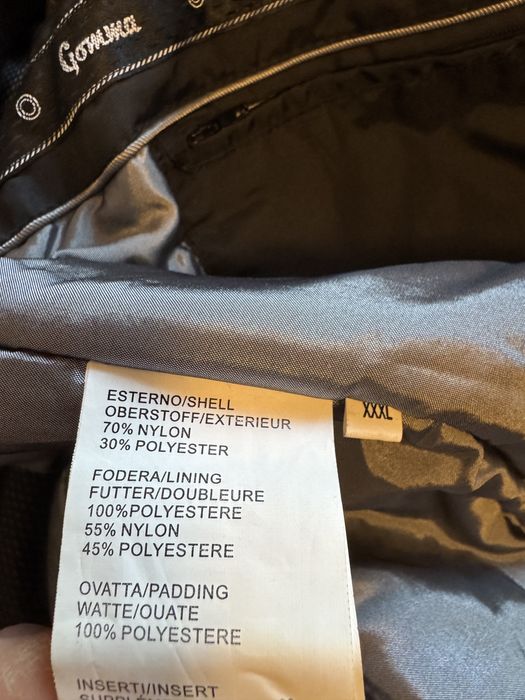 Gomma
XXXL
ESTERNO/SHELL
OBERSTOFF/EXTERIEUR
70% NYLON
30% POLYESTER
FODERA/LINING
FUTTER/DOUBLEURE
100%POLYESTERE
55% NYLON
45% POLYESTERE
OVATTA/PADDING
WATTE/OUATE
100% POLYESTERE
INSERTI/INSERT